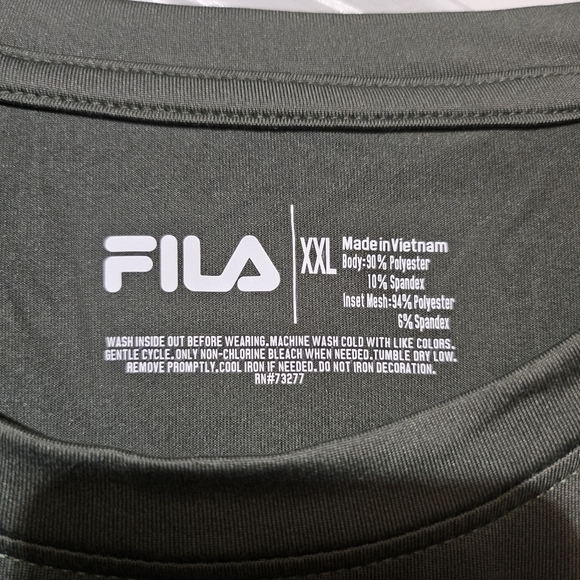 FILA
XXL
Made in Vietnam
Body:90% Polyester
10% Spandex
Inset Mesh:94% Polyester
6% Spandex
WASH INSIDE OUT BEFORE WEARING.MACHINE WASH COLD WITH LIKE COLORS.
GENTLE CYCLE.ONLY NON-CHLORINE BLEACH WHEN NEEDED.TUMBLE DRY LOW.
REMOVE PROMPTLY.COOL IRON IF NEEDED.DO NOT IRON DECORATION.
RN#73277